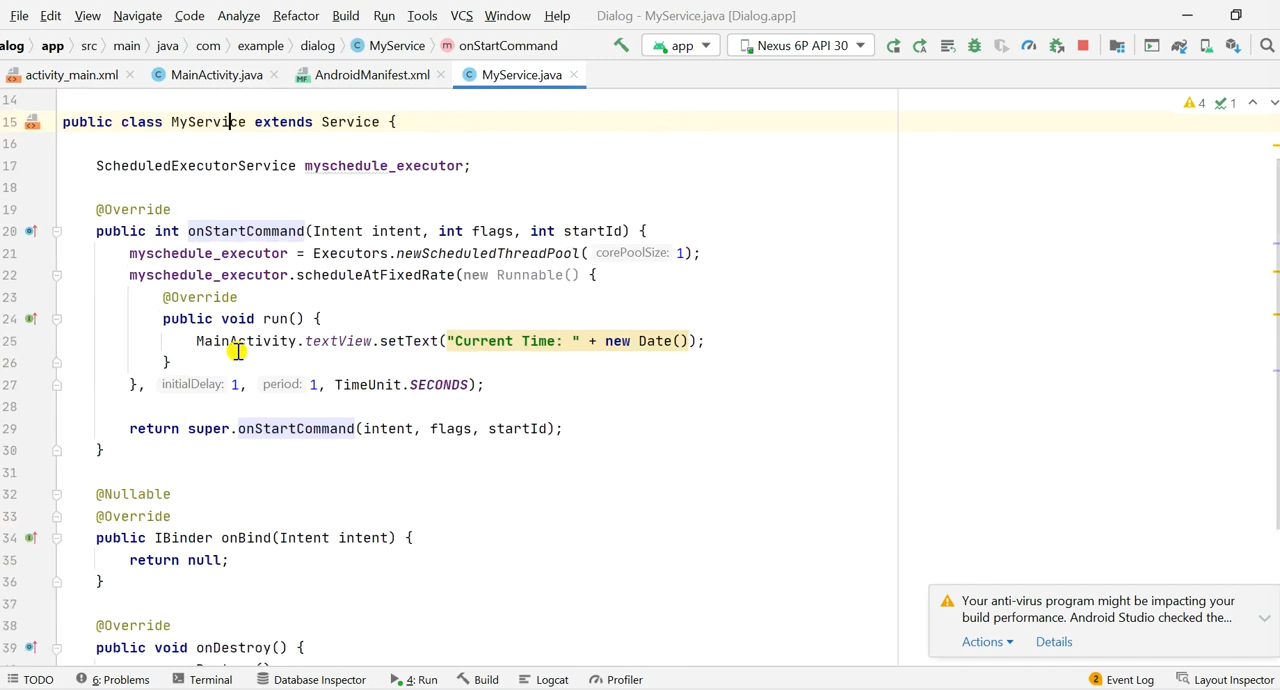 File Edit View Navigate Code Analyze Refactor Build Run Tools VCS Window Help Dialog - MyService.java [Dialog.app]
alog app src main java com example dialog MyService onStartCommand app Nexus 6P API 30
activity_main.xml MainActivity.java AndroidManifest.xml MyService.java
14 4 1
15 public class MyService extends Service {
16
17 ScheduledExecutorService myschedule_executor;
18
19 @Override
20 public int onStartCommand(Intent intent, int flags, int startId) {
21 myschedule_executor = Executors.newScheduledThreadPool( corePoolSize: 1);
22 myschedule_executor.scheduleAtFixedRate(new Runnable() {
23 @Override
24 public void run() {
25 MainActivity.textView.setText("Current Time: " + new Date());
26 }
27 }, initialDelay: 1, period: 1, TimeUnit.SECONDS);
28
29 return super.onStartCommand(intent, flags, startId);
30 }
31
32 @Nullable
33 @Override
34 public IBinder onBind(Intent intent) {
35 return null;
36 }
37
38 @Override
39 public void onDestroy() {
Your anti-virus program might be impacting your
build performance. Android Studio checked the...
Actions Details
TODO 6: Problems Terminal Database Inspector 4: Run Build Logcat Profiler 2 Event Log Layout Inspector